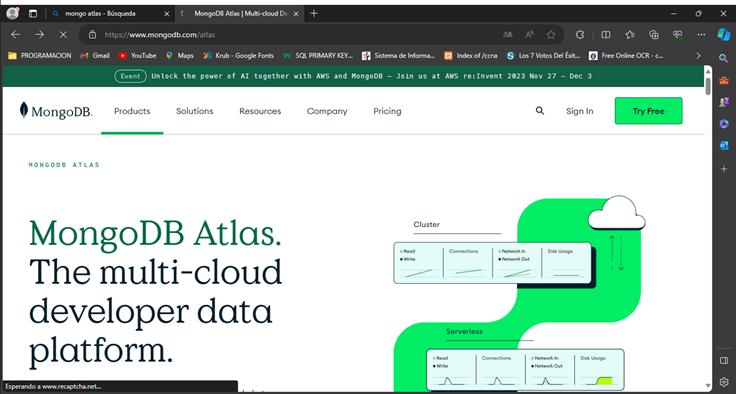 mongo atlas - Búsqueda
MongoDB Atlas | Multi-cloud De
https://www.mongodb.com/atlas
PROGRAMACION
Gmail
YouTube
Maps
Krub - Google Fonts
SQL PRIMARY KEY...
Sistema de Informa...
Index of /ccna
Los 7 Votos Del Éxit...
Free Online OCR - c...
Event
Unlock the power of AI together with AWS and MongoDB – Join us at AWS re:Invent 2023 Nov 27 – Dec 3
MongoDB.
Products
Solutions
Resources
Company
Pricing
Sign In
Try Free
MONGODB ATLAS
MongoDB Atlas.
The multi-cloud
developer data
platform.
Cluster
Read
Write
Connections
Network In
Network Out
Disk Usage
Serverless
Read
Write
Connections
Network In
Network Out
Disk Usage
Esperando a www.recaptcha.net...